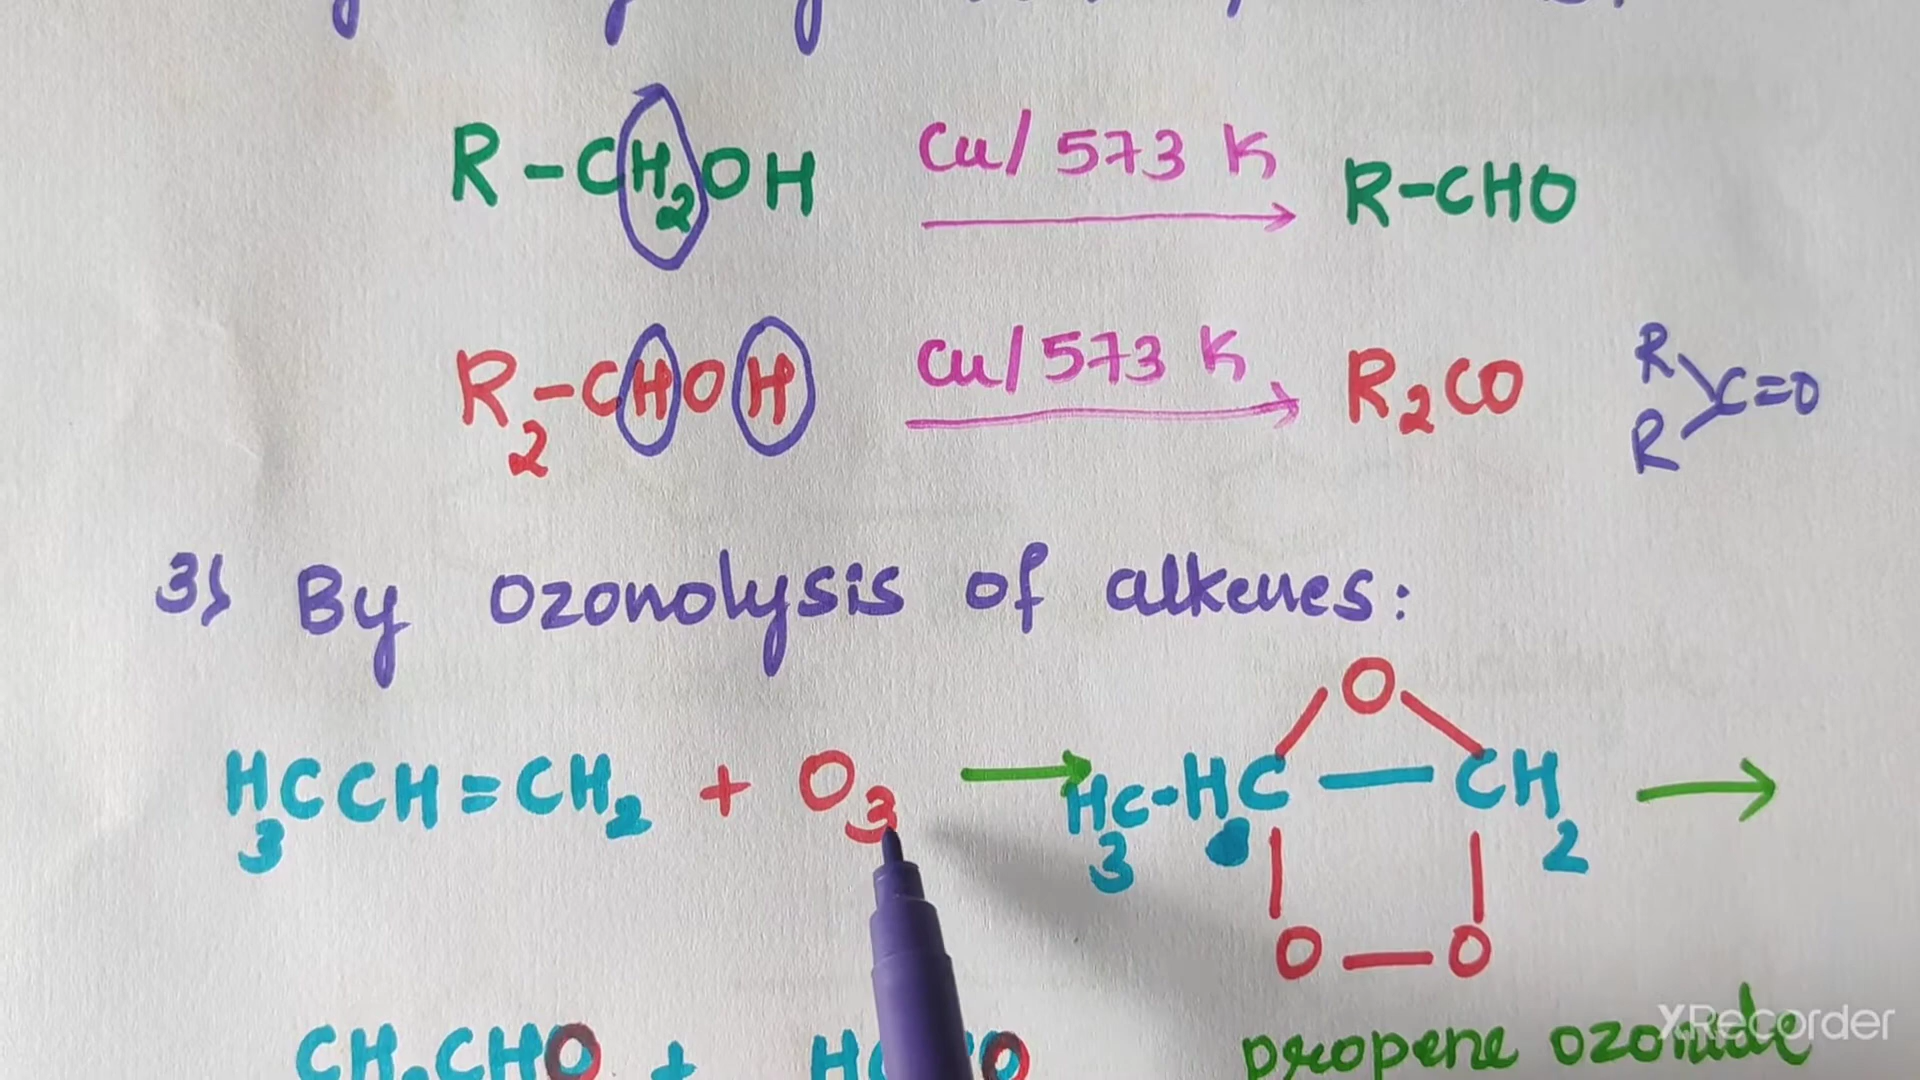 R-CH₂OH Cu/ 573 K R-CHO
R₂-CHOH Cu/ 573 K R₂CO R R C=O
3) By ozonolysis of alkenes:
H₃CCH=CH₂ + O₃ → H₃C-HC — CH₂ → O O — O
propene ozonide
CH₃CHO + O
XRecorder